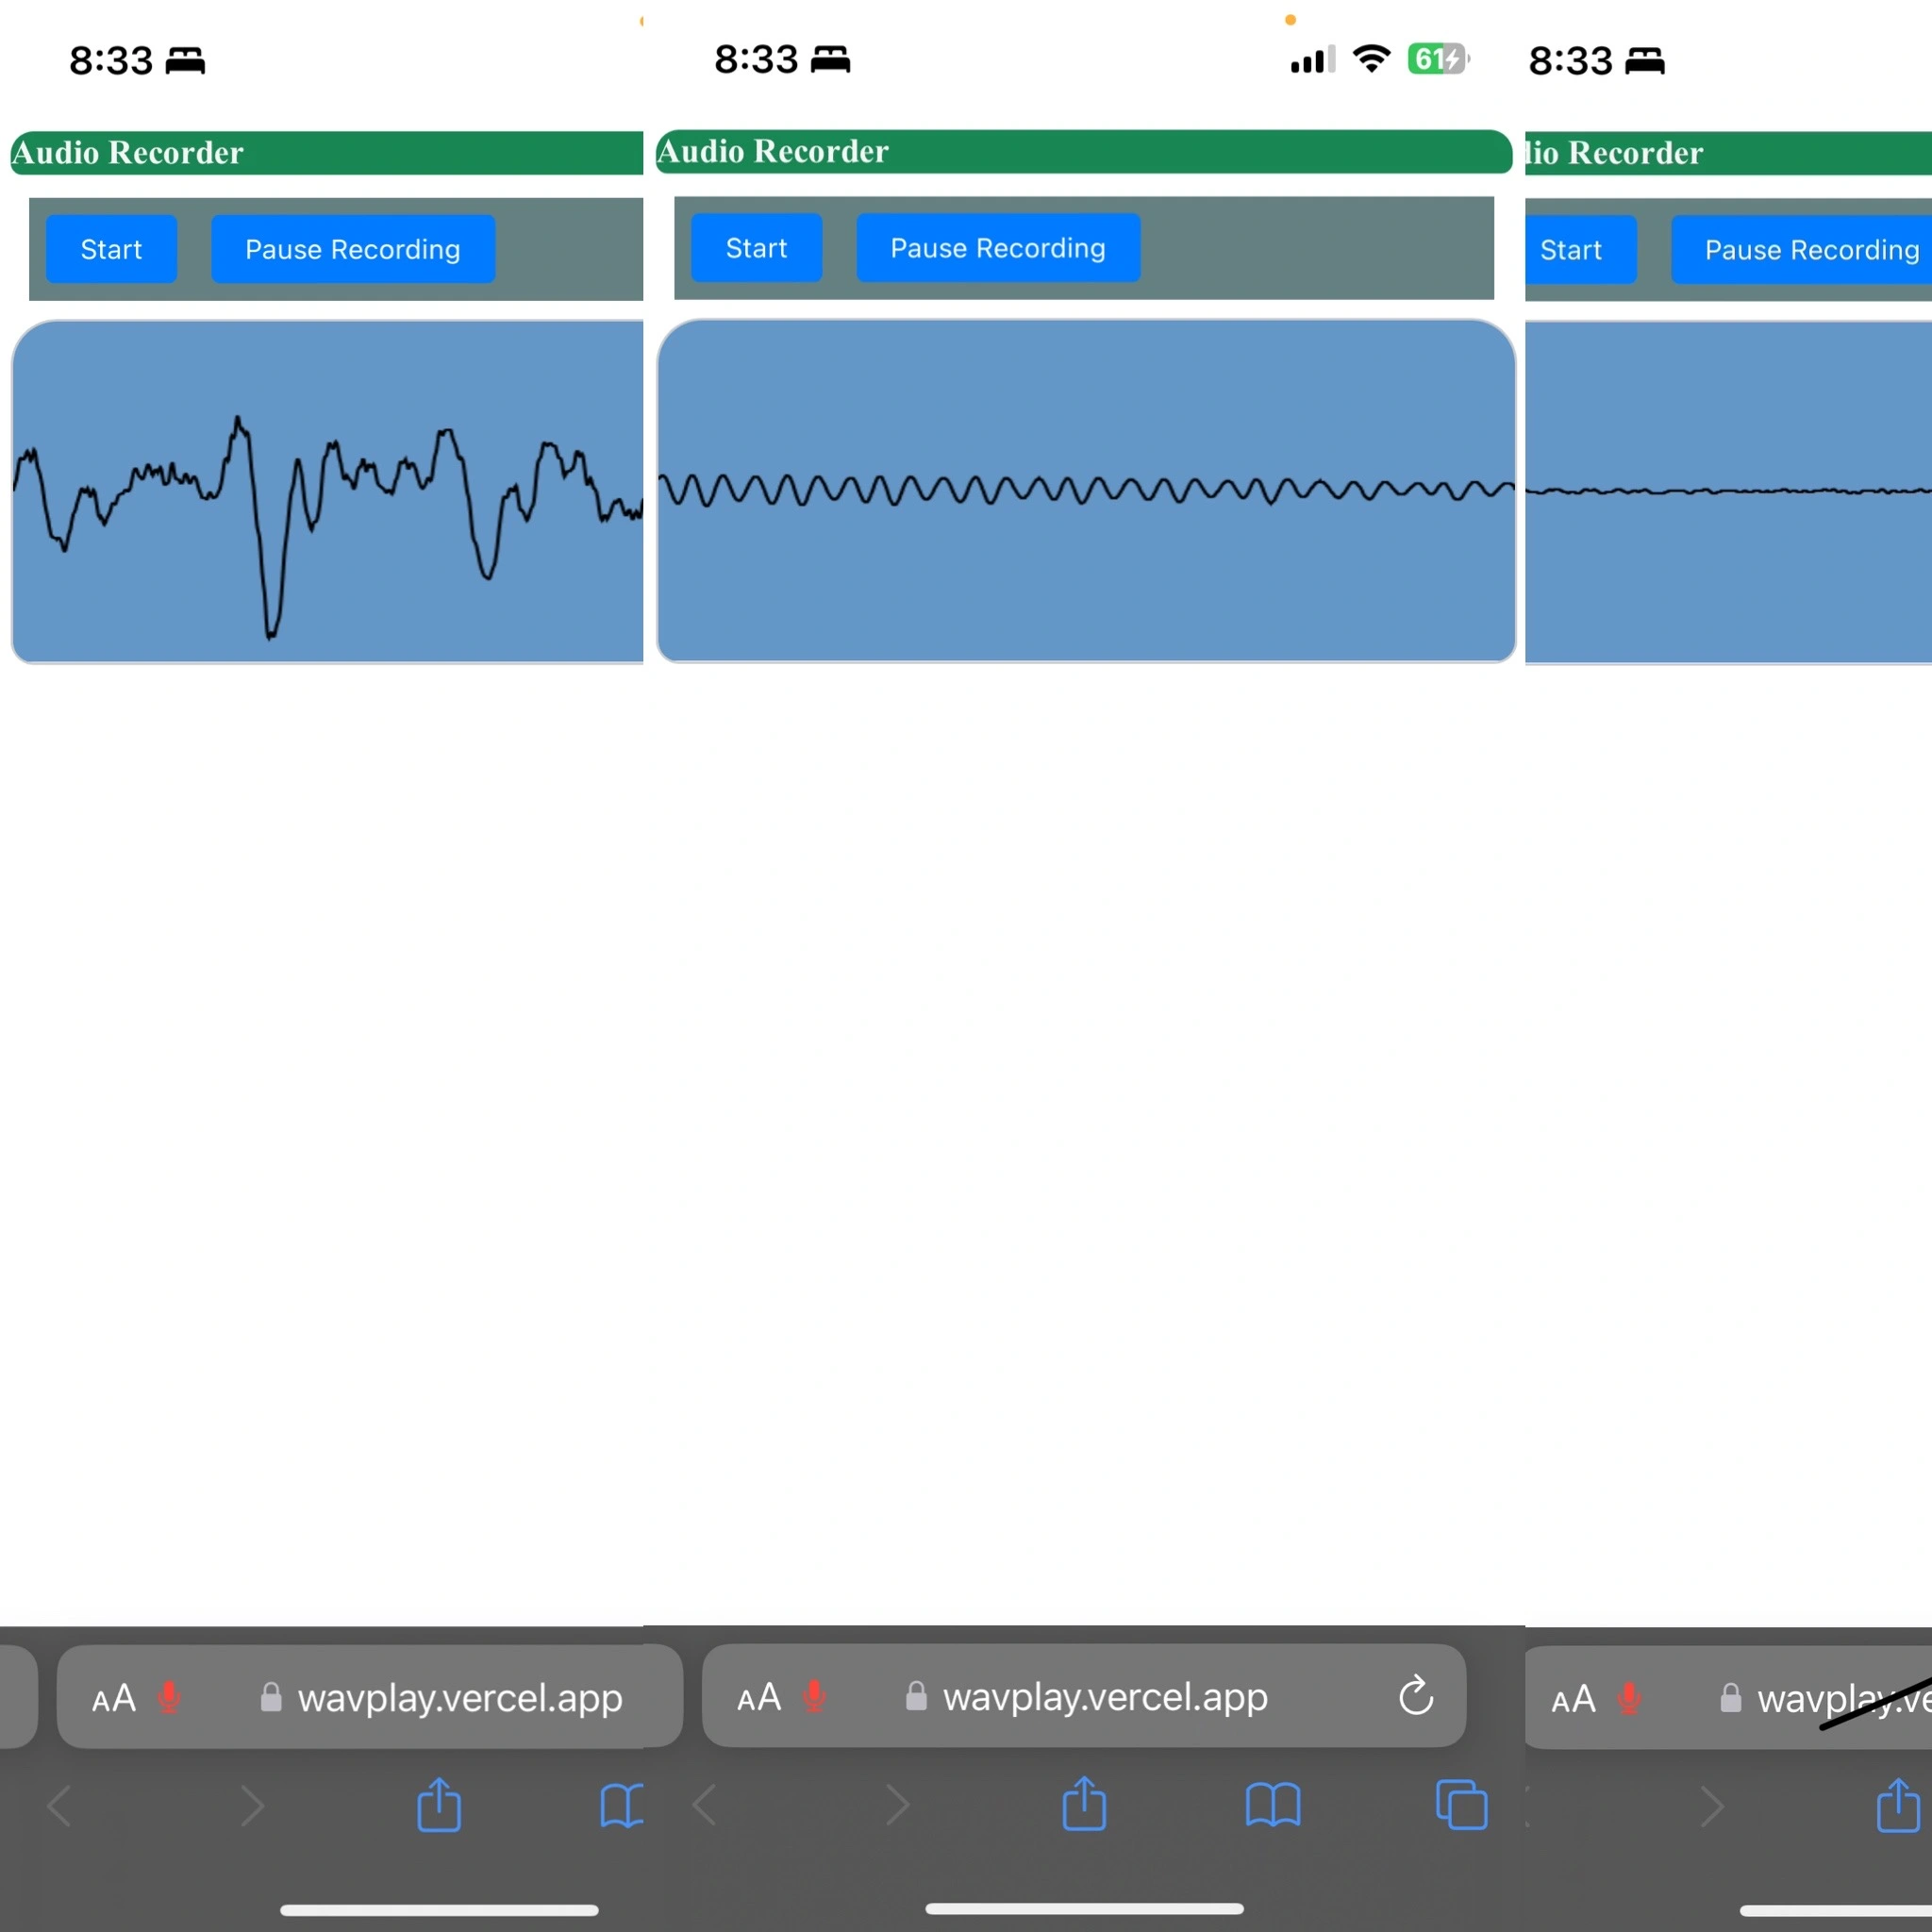 8:33
Audio Recorder
Start Pause Recording
AA wavplay.vercel.app
8:33 61
Audio Recorder
Start Pause Recording
AA wavplay.vercel.app
8:33
dio Recorder
Start Pause Recording
AA wavplay.ve